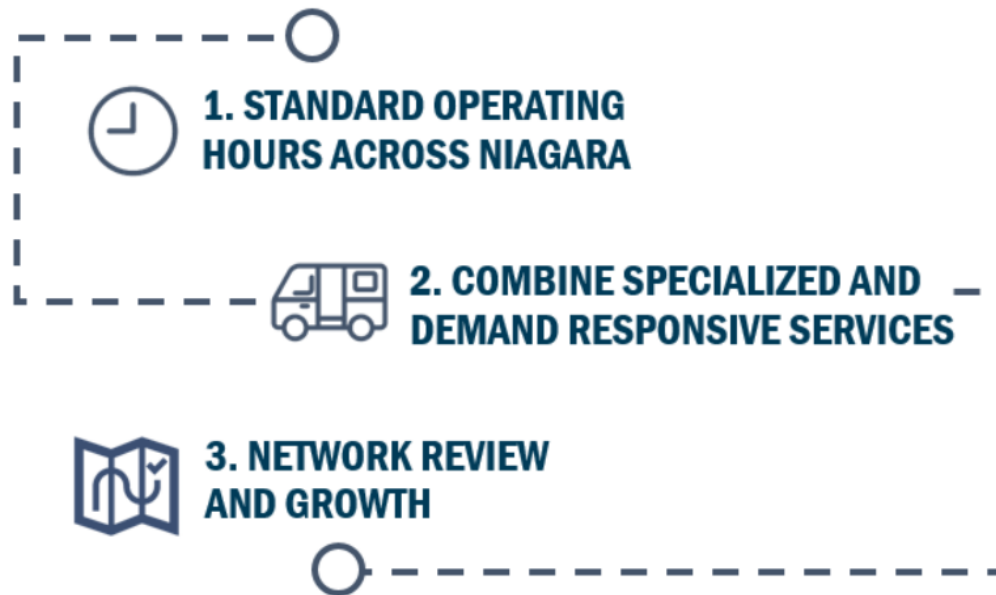 1. STANDARD OPERATING
HOURS ACROSS NIAGARA
2. COMBINE SPECIALIZED AND
DEMAND RESPONSIVE SERVICES
3. NETWORK REVIEW
AND GROWTH